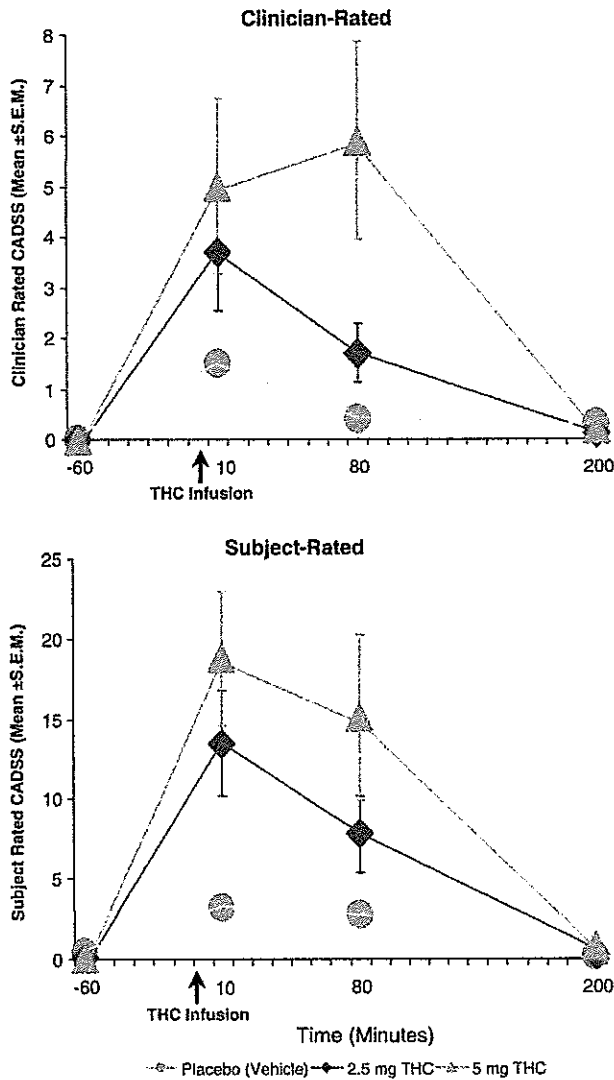 Clinician-Rated
Clinician Rated CADSS (Mean ±S.E.M.)
8
7
6
5
4
3
2
1
0
-60 10 80 200
THC Infusion
Subject-Rated
Subject Rated CADSS (Mean ±S.E.M.)
25
20
15
10
5
0
-60 10 80 200
THC Infusion
Time (Minutes)
Placebo (Vehicle) 2.5 mg THC 5 mg THC